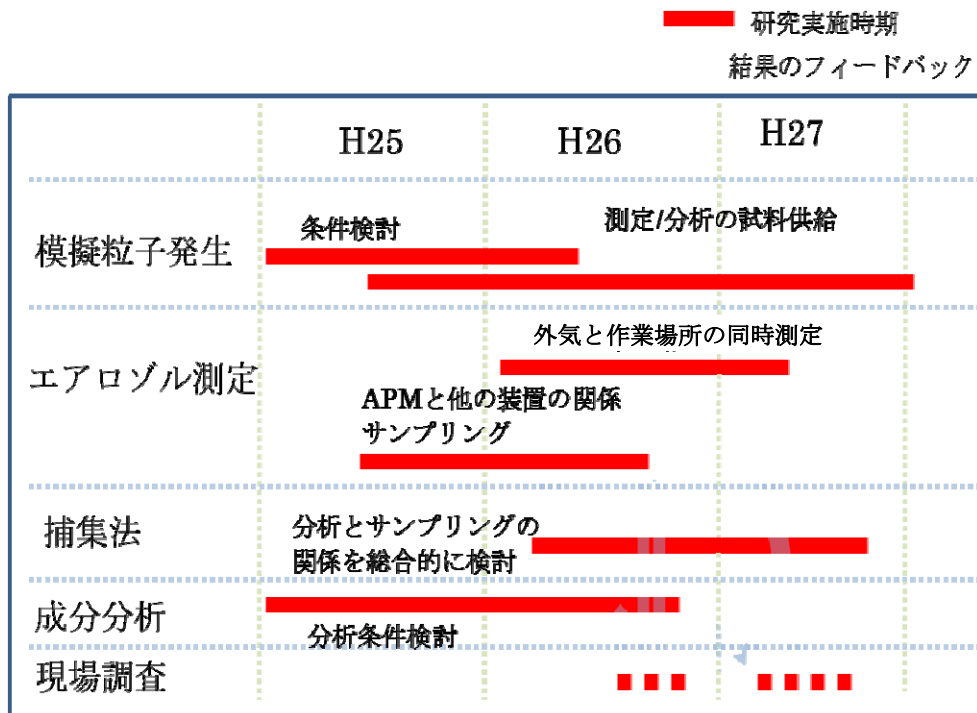 研究実施時期
結果のフィードバック
H25
H26
H27
模擬粒子発生
条件検討
測定/分析の試料供給
エアロゾル測定
外気と作業場所の同時測定
APMと他の装置の関係
サンプリング
捕集法
分析とサンプリングの
関係を総合的に検討
成分分析
分析条件検討
現場調査